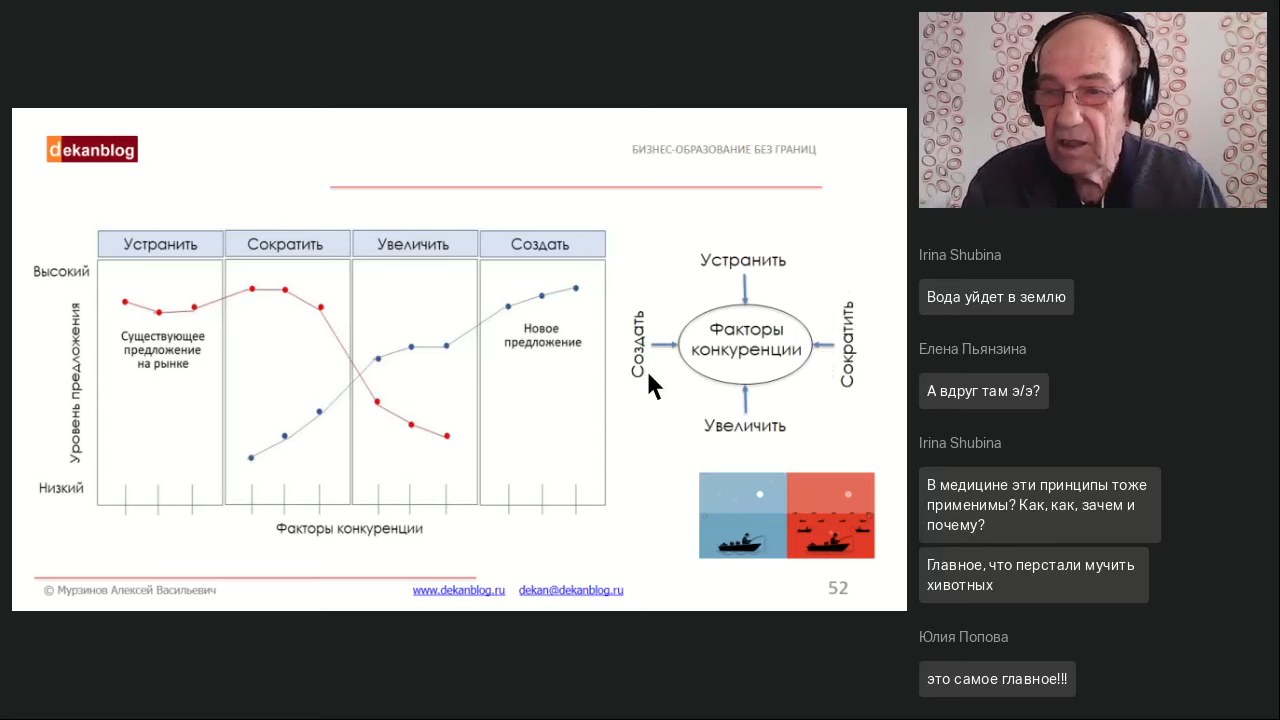 dekanblog
БИЗНЕС-ОБРАЗОВАНИЕ БЕЗ ГРАНИЦ
Устранить
Сократить
Увеличить
Создать
Высокий
Уровень предложения
Низкий
Существующее
предложение
на рынке
Новое
предложение
Факторы конкуренции
Устранить
Создать
Факторы
конкуренции
Сократить
Увеличить
© Мурзинов Алексей Васильевич
www.dekanblog.ru
dekan@dekanblog.ru
52
Irina Shubina
Вода уйдет в землю
Елена Пьянзина
А вдруг там э/э?
Irina Shubina
В медицине эти принципы тоже
применимы? Как, как, зачем и
почему?
Главное, что перстали мучить
хивотных
Юлия Попова
это самое главное!!!